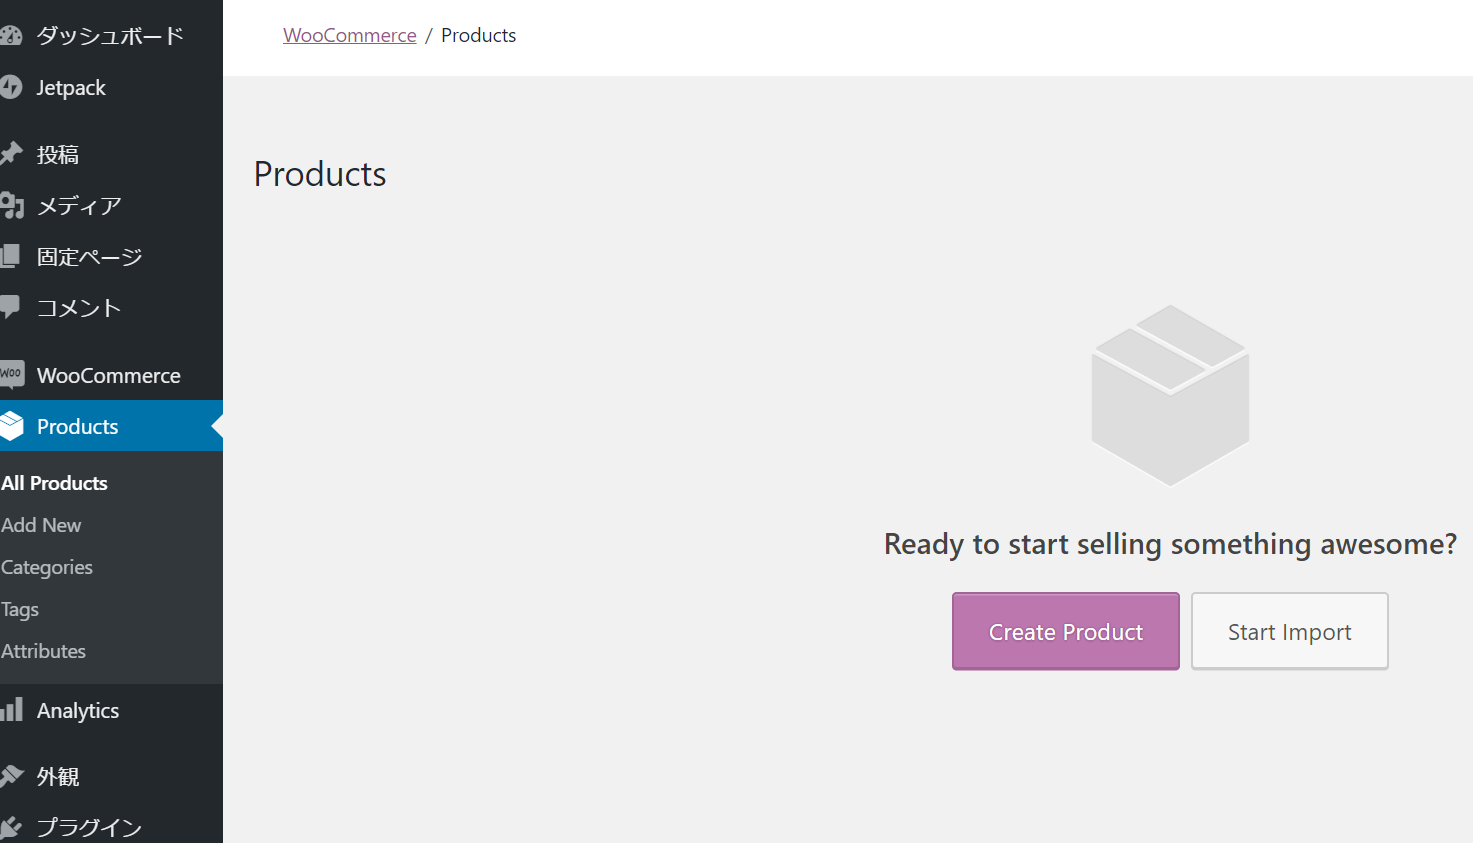 ダッシュボード
Jetpack
投稿
メディア
固定ページ
コメント
Woo WooCommerce
Products
All Products
Add New
Categories
Tags
Attributes
Analytics
外観
プラグイン
WooCommerce / Products
Products
Ready to start selling something awesome?
Create Product
Start Import